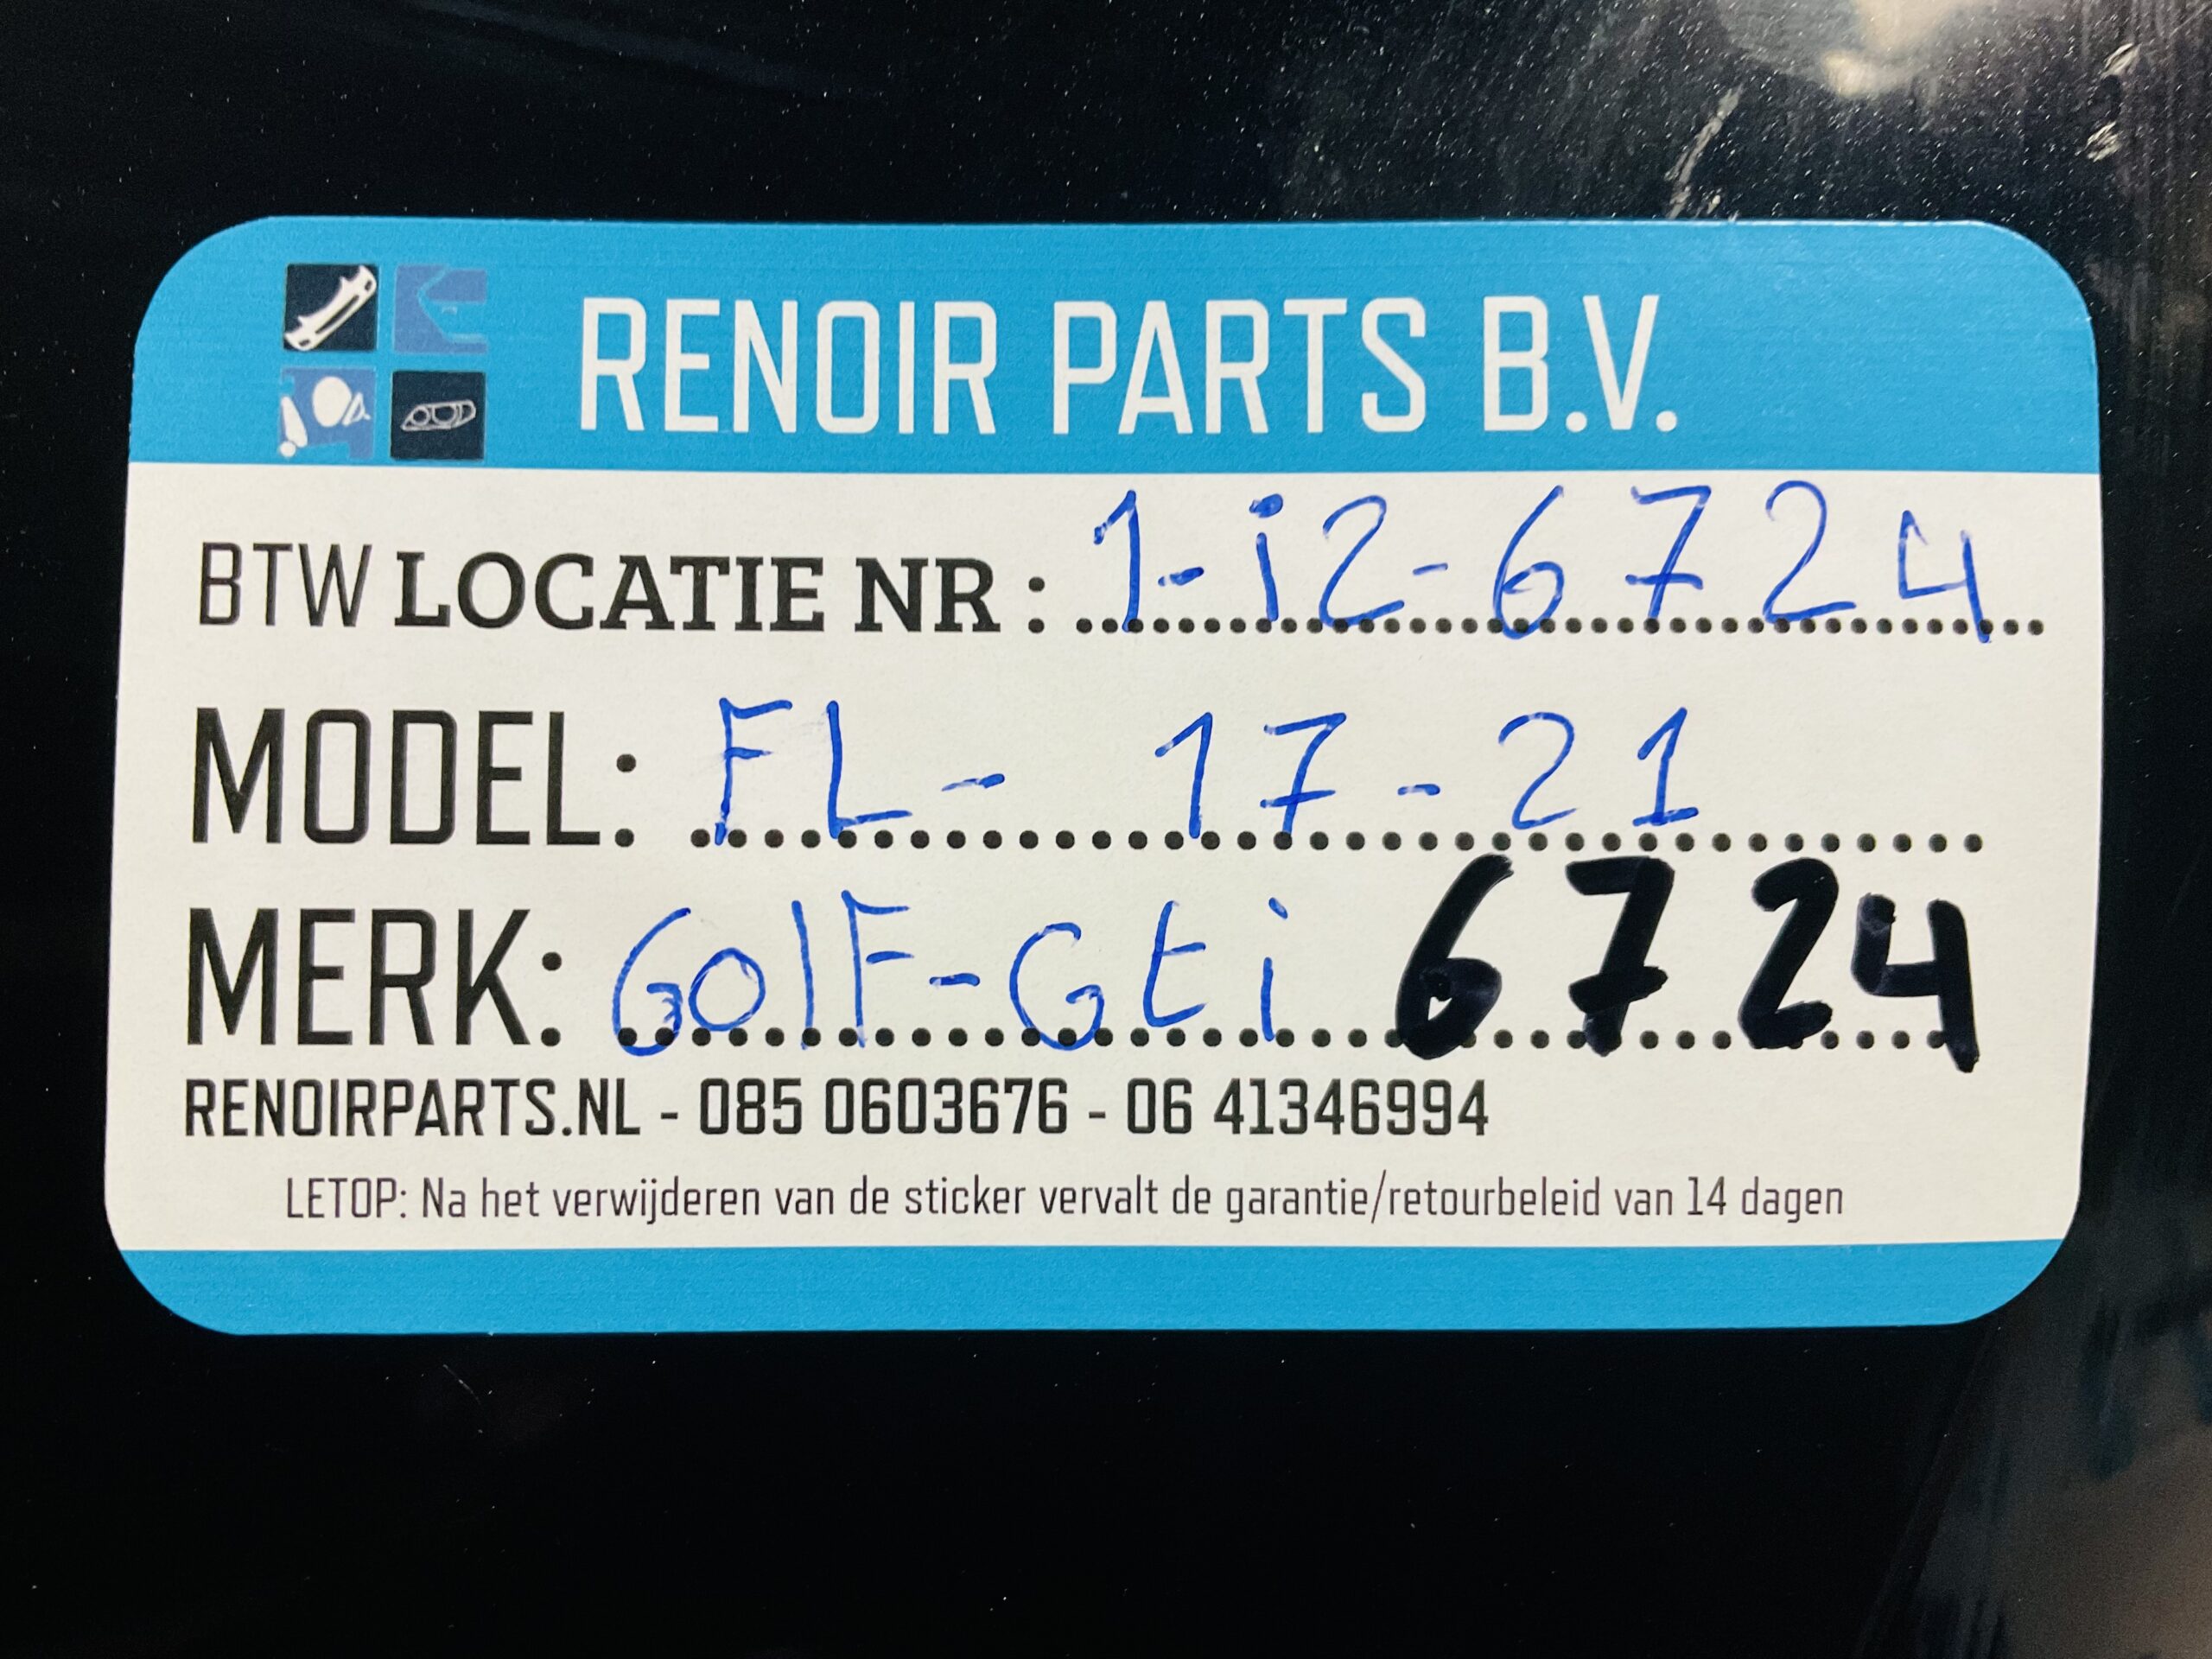 RENOIR PARTS B.V.
BTW LOCATIE NR : 1-i2-6724
MODEL: FL- 17-21
MERK: GolF-Gti 6724
RENOIRPARTS.NL - 085 0603676 - 06 41346994
LETOP: Na het verwijderen van de sticker vervalt de garantie/retourbeleid van 14 dagen